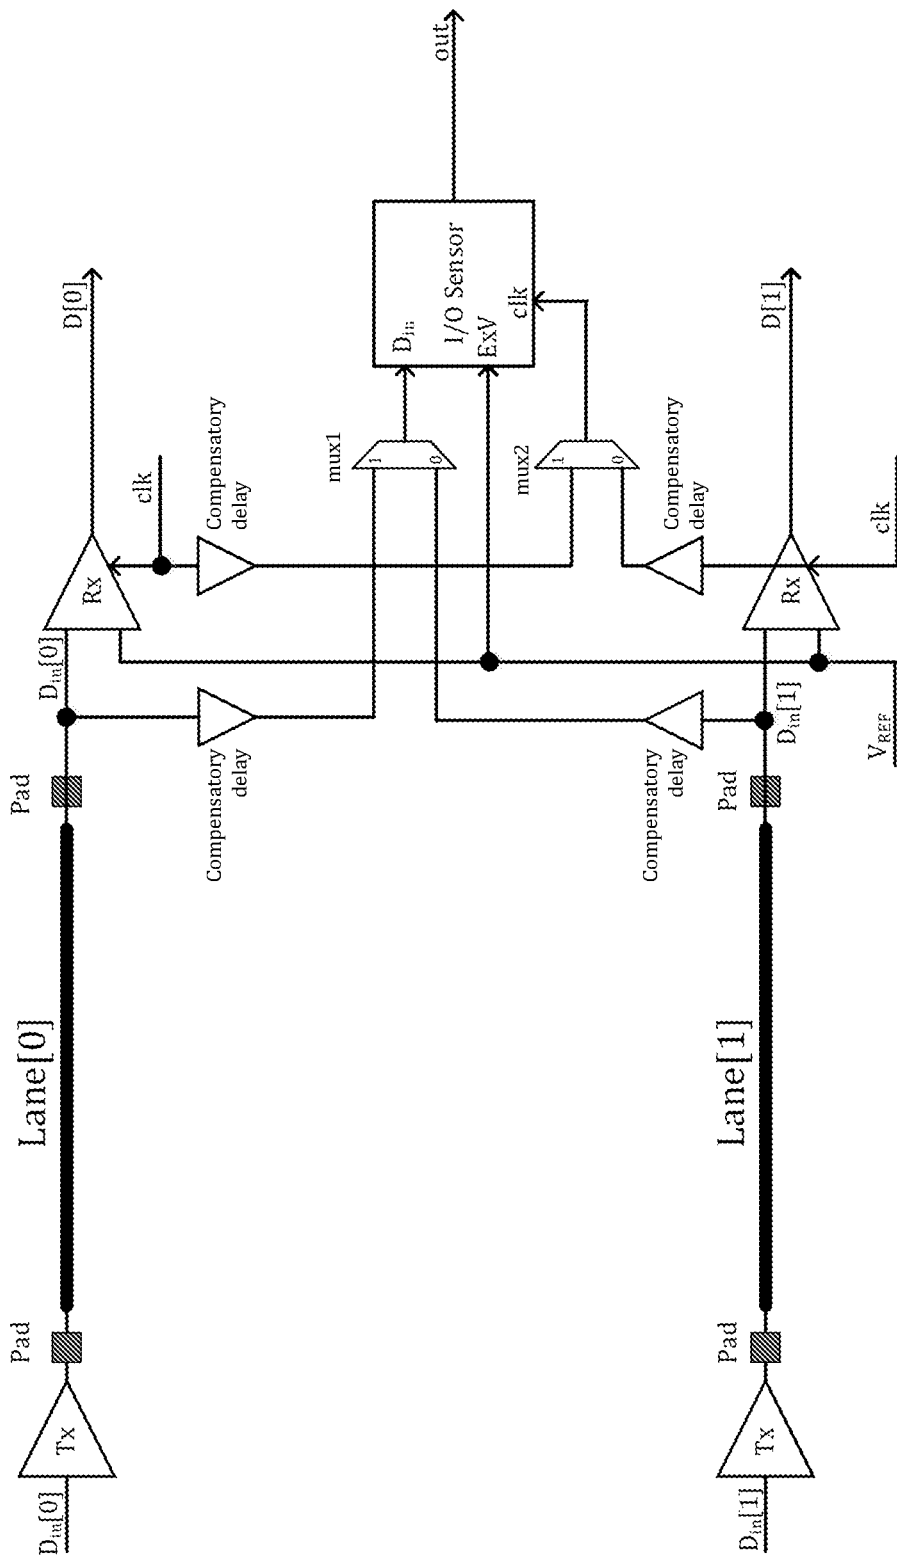 D_in[0]
Tx
Pad
Lane[0]
Pad
D_in[0]
Rx
D[0]
clk
Compensatory
delay
Compensatory
delay
mux1
1
0
D_in
I/O Sensor
ExV
clk
out
mux2
1
0
Compensatory
delay
Compensatory
delay
D_in[1]
Tx
Pad
Lane[1]
Pad
D_in[1]
Rx
D[1]
V_REF
clk